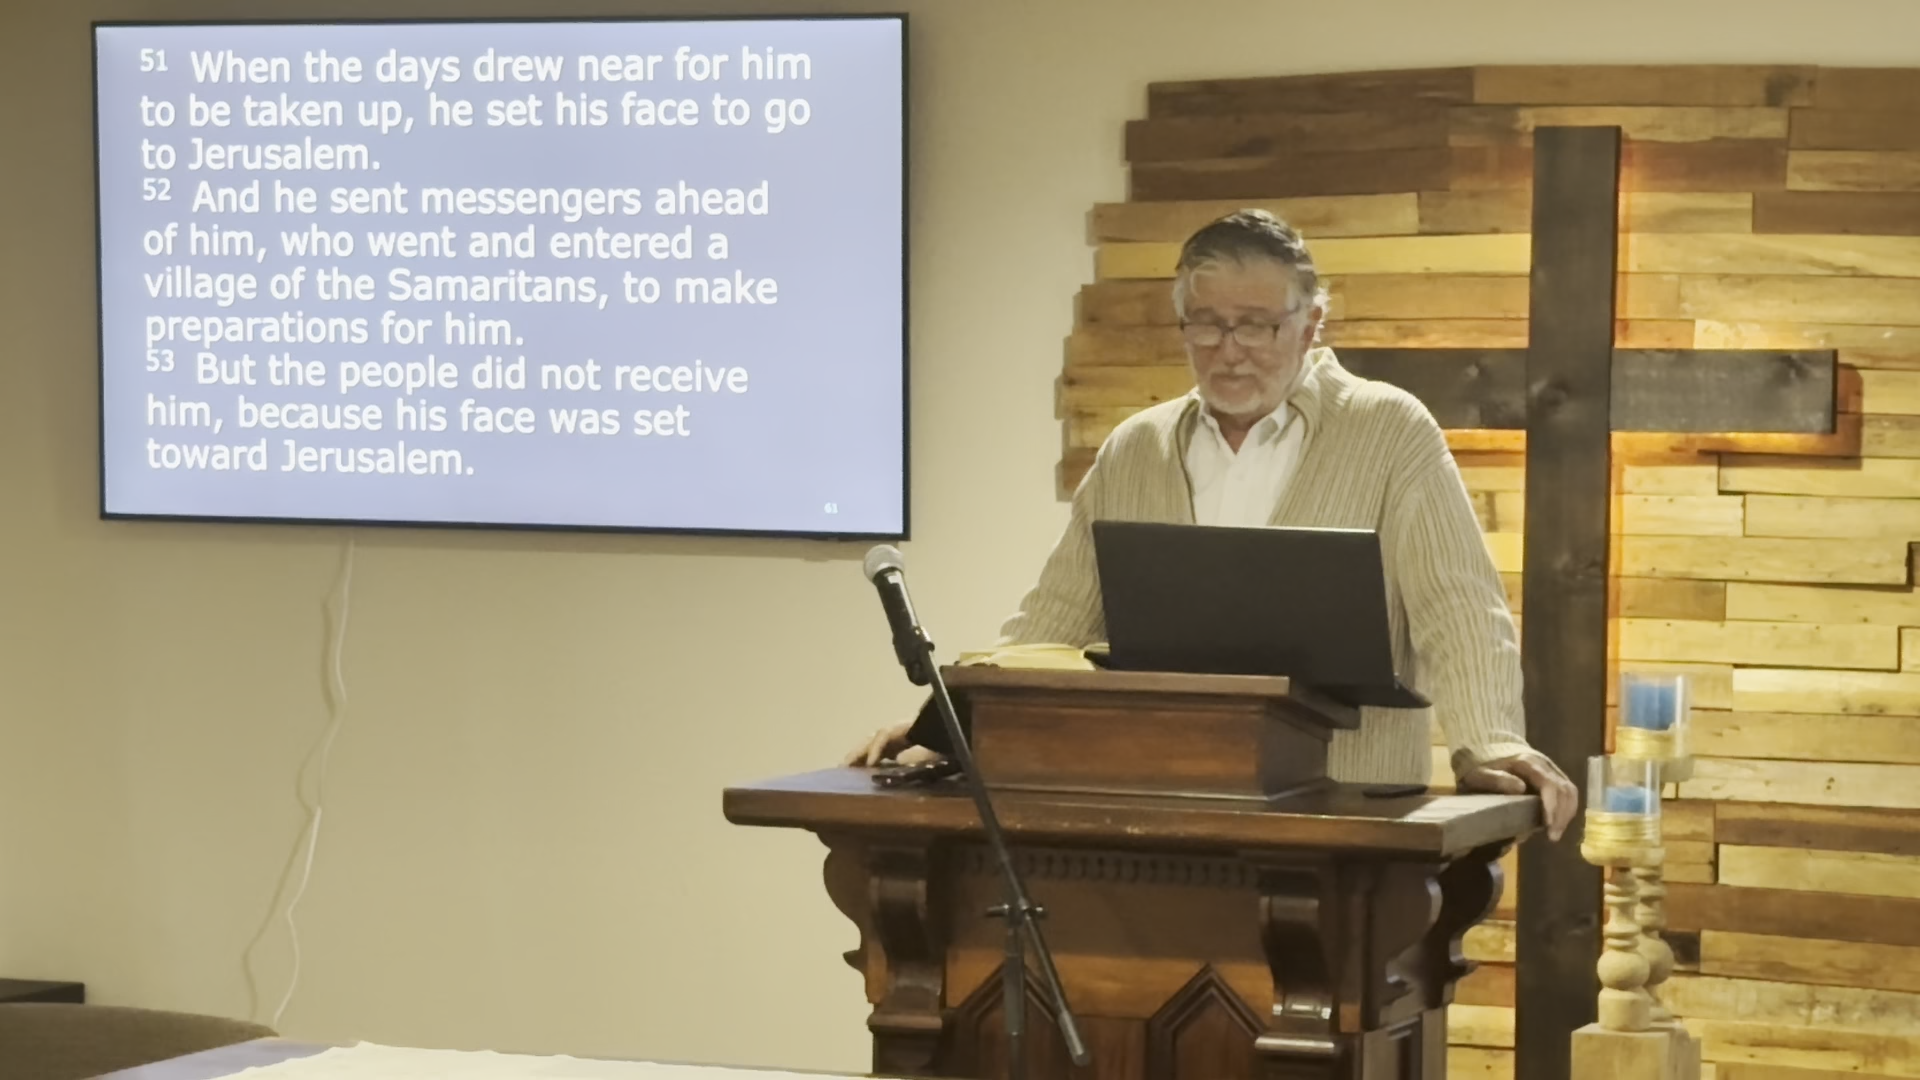 51 When the days drew near for him
to be taken up, he set his face to go
to Jerusalem.
52 And he sent messengers ahead
of him, who went and entered a
village of the Samaritans, to make
preparations for him.
53 But the people did not receive
him, because his face was set
toward Jerusalem.
61